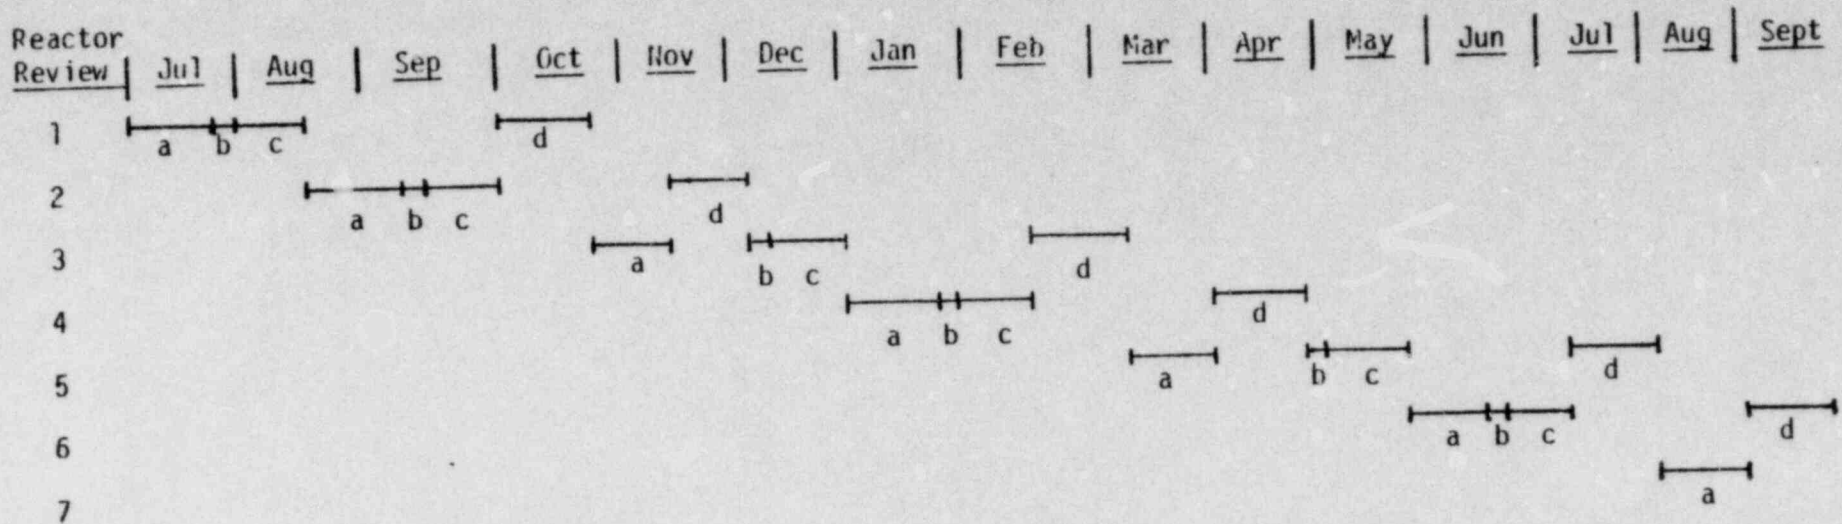 Reactor
Review | Jul | Aug | Sep | Oct | Nov | Dec | Jan | Feb | Mar | Apr | May | Jun | Jul | Aug | Sept
1 a b c d
2 a b c d
3 a b c d
4 a b c d
5 a b c d
6 a b c d
7 a